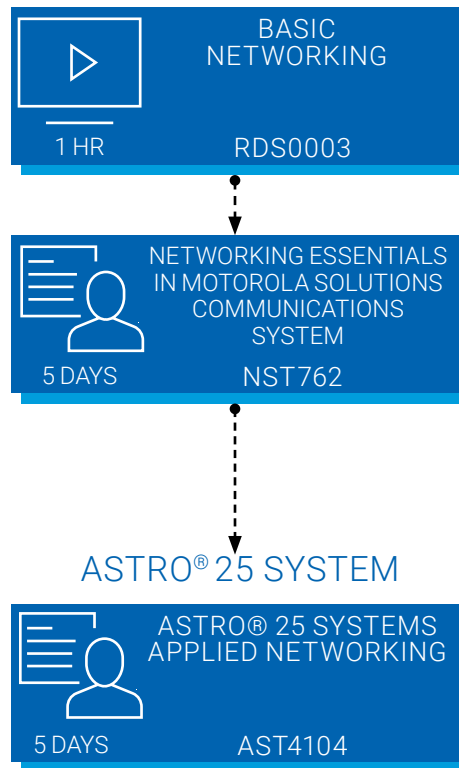 BASIC
NETWORKING
1 HR
RDS0003
NETWORKING ESSENTIALS
IN MOTOROLA SOLUTIONS
COMMUNICATIONS
SYSTEM
5 DAYS
NST762
ASTRO® 25 SYSTEM
ASTRO® 25 SYSTEMS
APPLIED NETWORKING
5 DAYS
AST4104